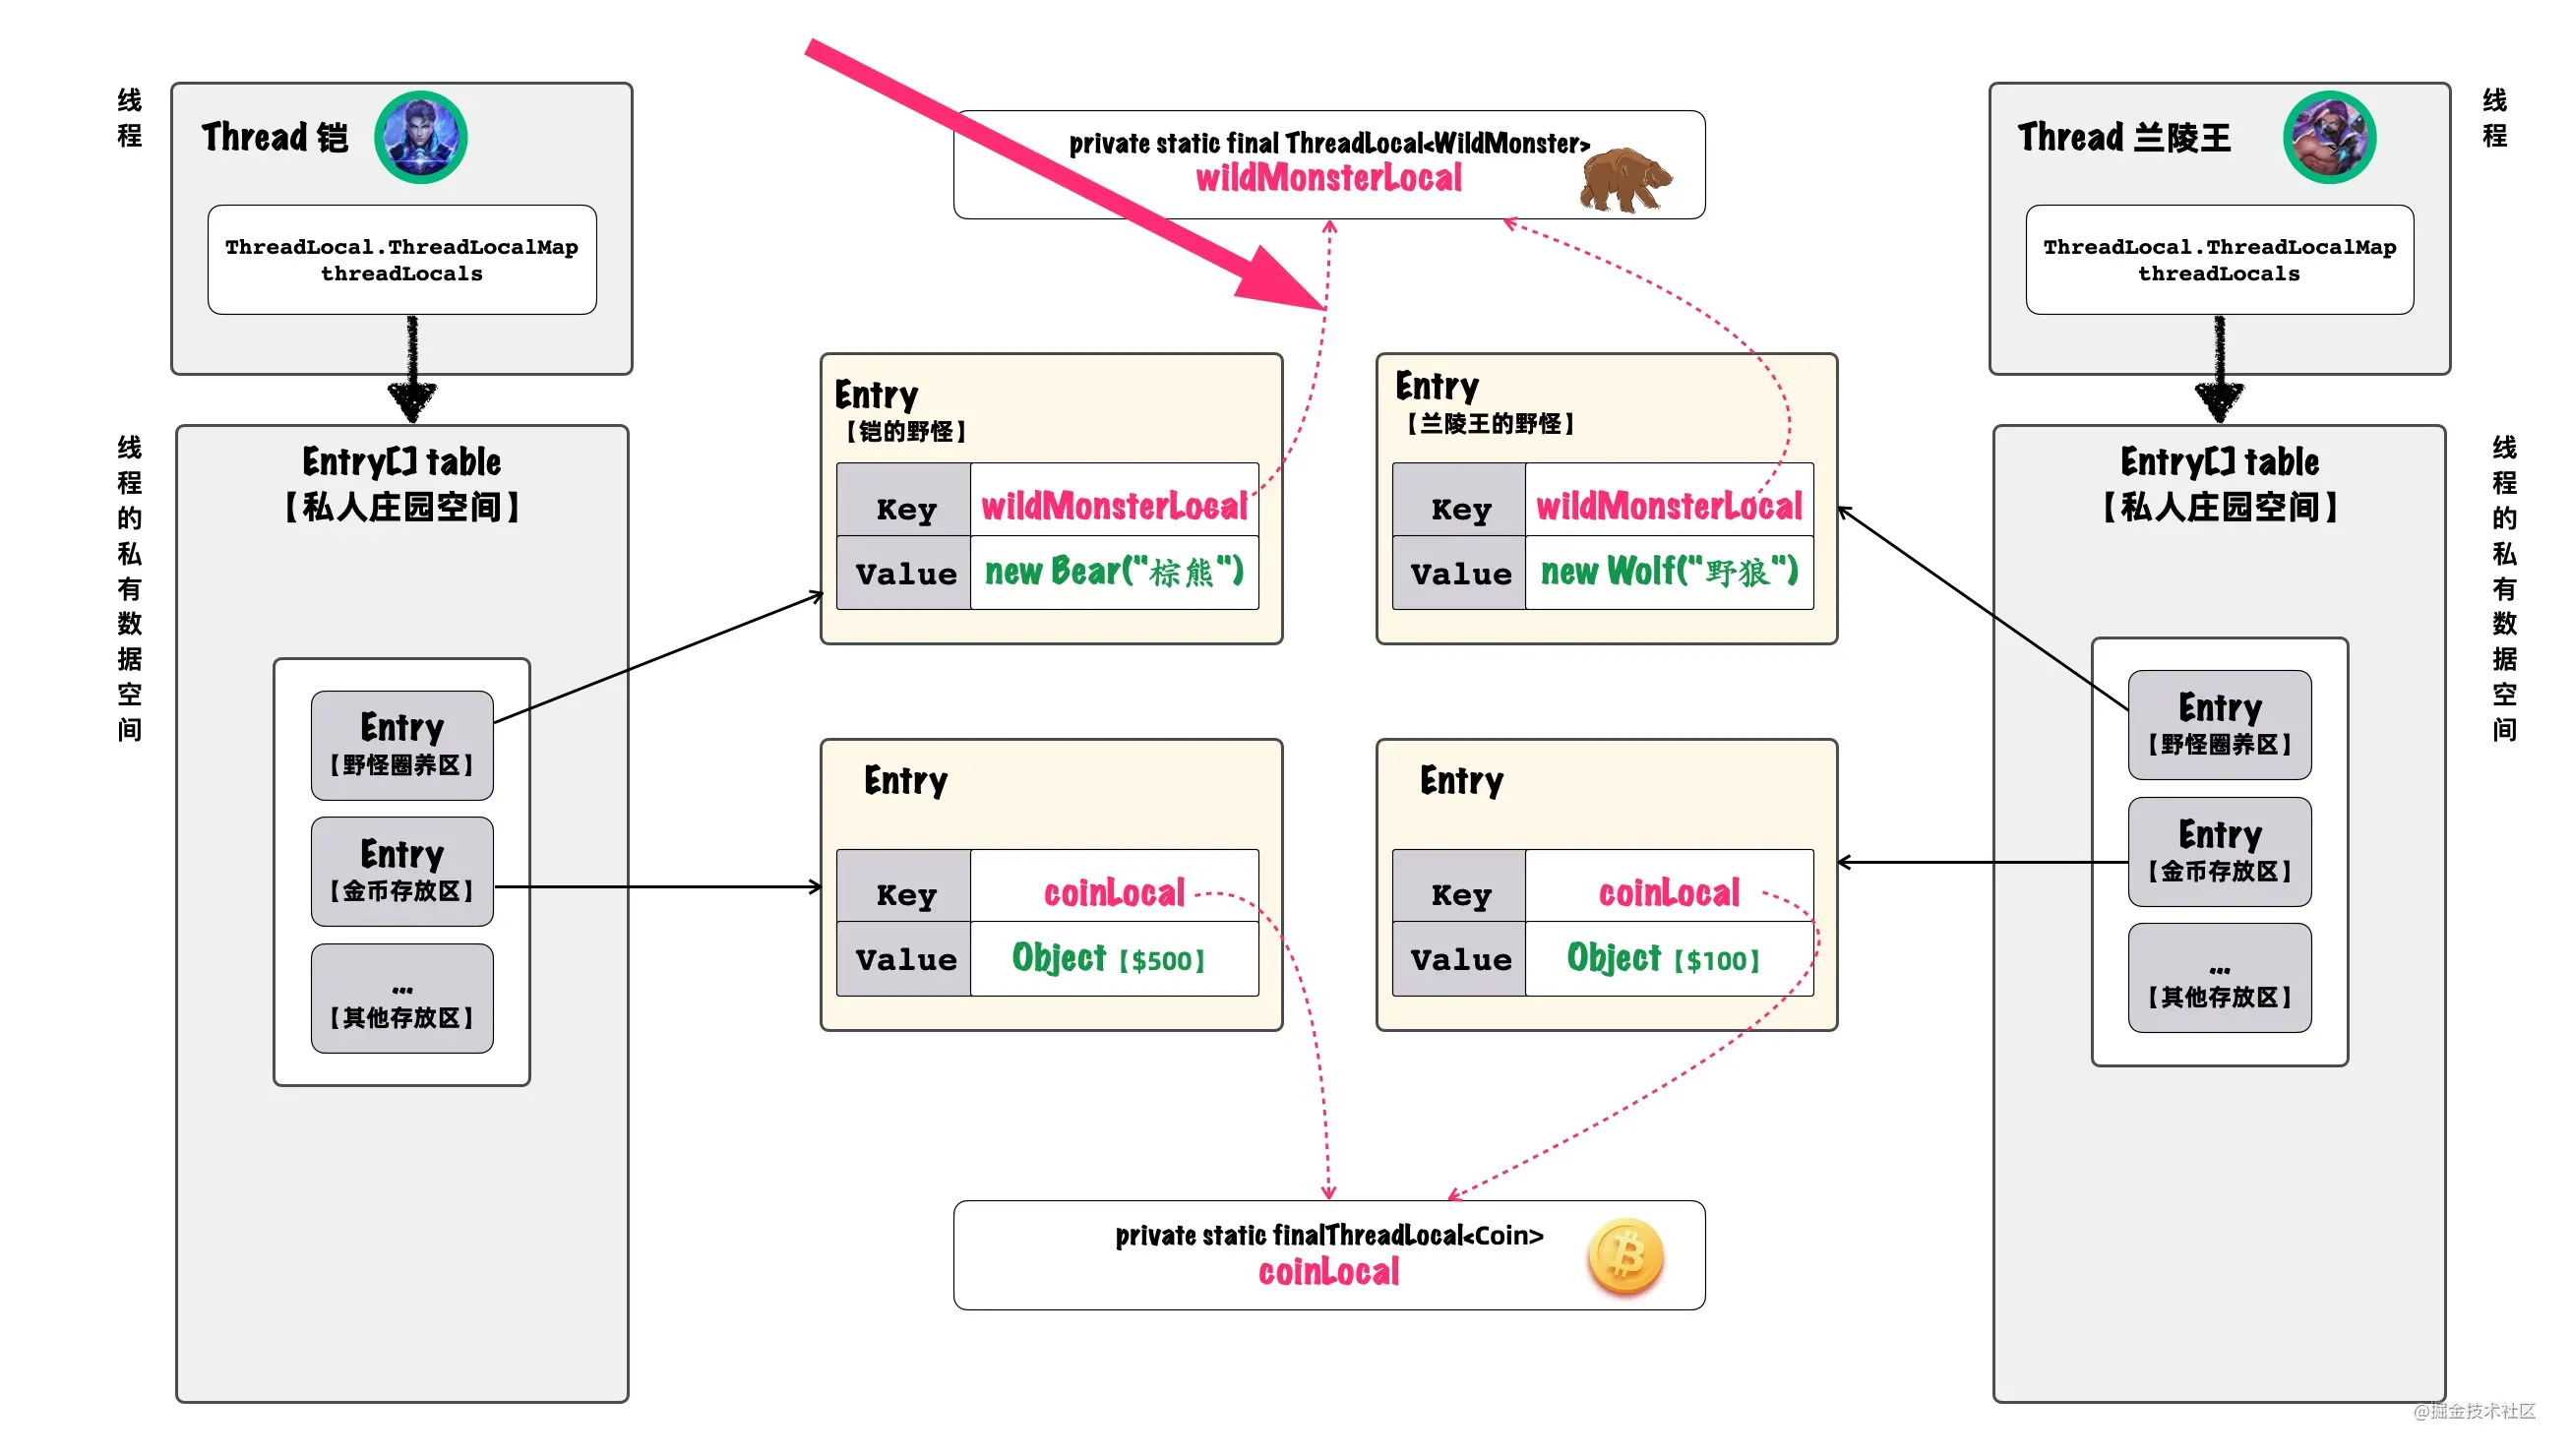 线程
Thread 铠
ThreadLocal.ThreadLocalMap
threadLocals
线程的私有数据空间
Entry[] table
【私人庄园空间】
Entry
【野怪圈养区】
Entry
【金币存放区】
...
【其他存放区】
private static final ThreadLocal<WildMonster>
wildMonsterLocal
Entry
【铠的野怪】
Key
wildMonsterLocal
Value
new Bear("棕熊")
Entry
【兰陵王的野怪】
Key
wildMonsterLocal
Value
new Wolf("野狼")
Entry
Key
coinLocal
Value
Object【$500】
Entry
Key
coinLocal
Value
Object【$100】
private static finalThreadLocal<Coin>
coinLocal
线程
Thread 兰陵王
ThreadLocal.ThreadLocalMap
threadLocals
线程的私有数据空间
Entry[] table
【私人庄园空间】
Entry
【野怪圈养区】
Entry
【金币存放区】
...
【其他存放区】
@掘金技术社区